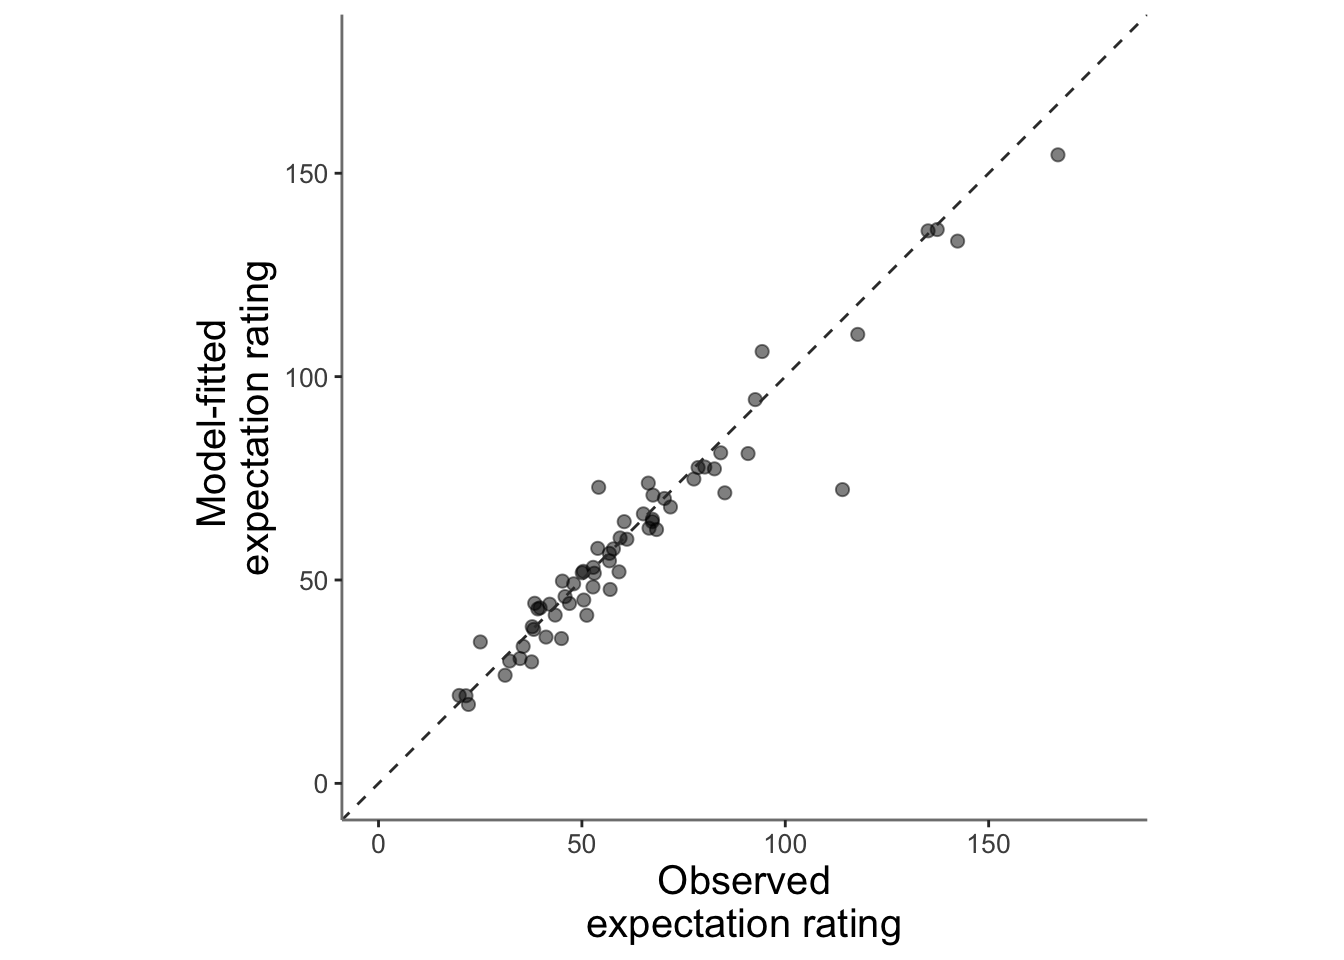 150
100
50
0
Model-fitted
expectation rating
0 50 100 150
Observed
expectation rating